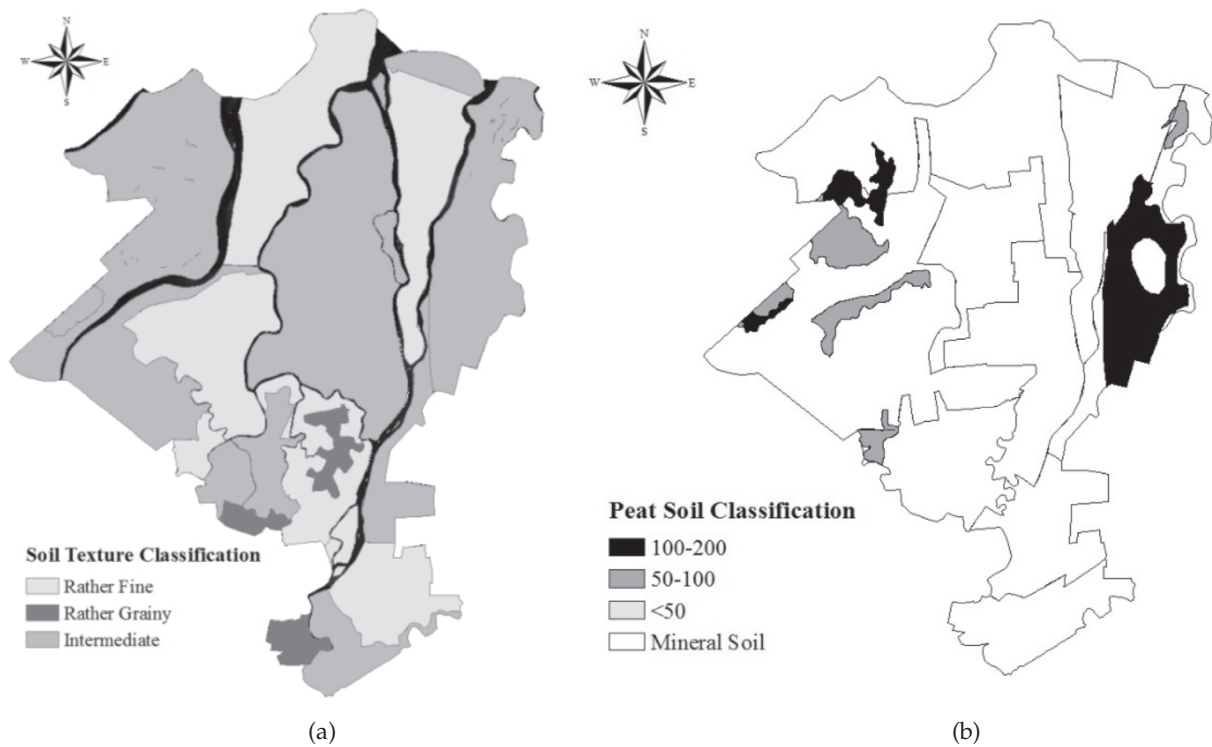 N
W E
S
Soil Texture Classification
Rather Fine
Rather Grainy
Intermediate
(a)
N
W E
S
Peat Soil Classification
100-200
50-100
<50
Mineral Soil
(b)